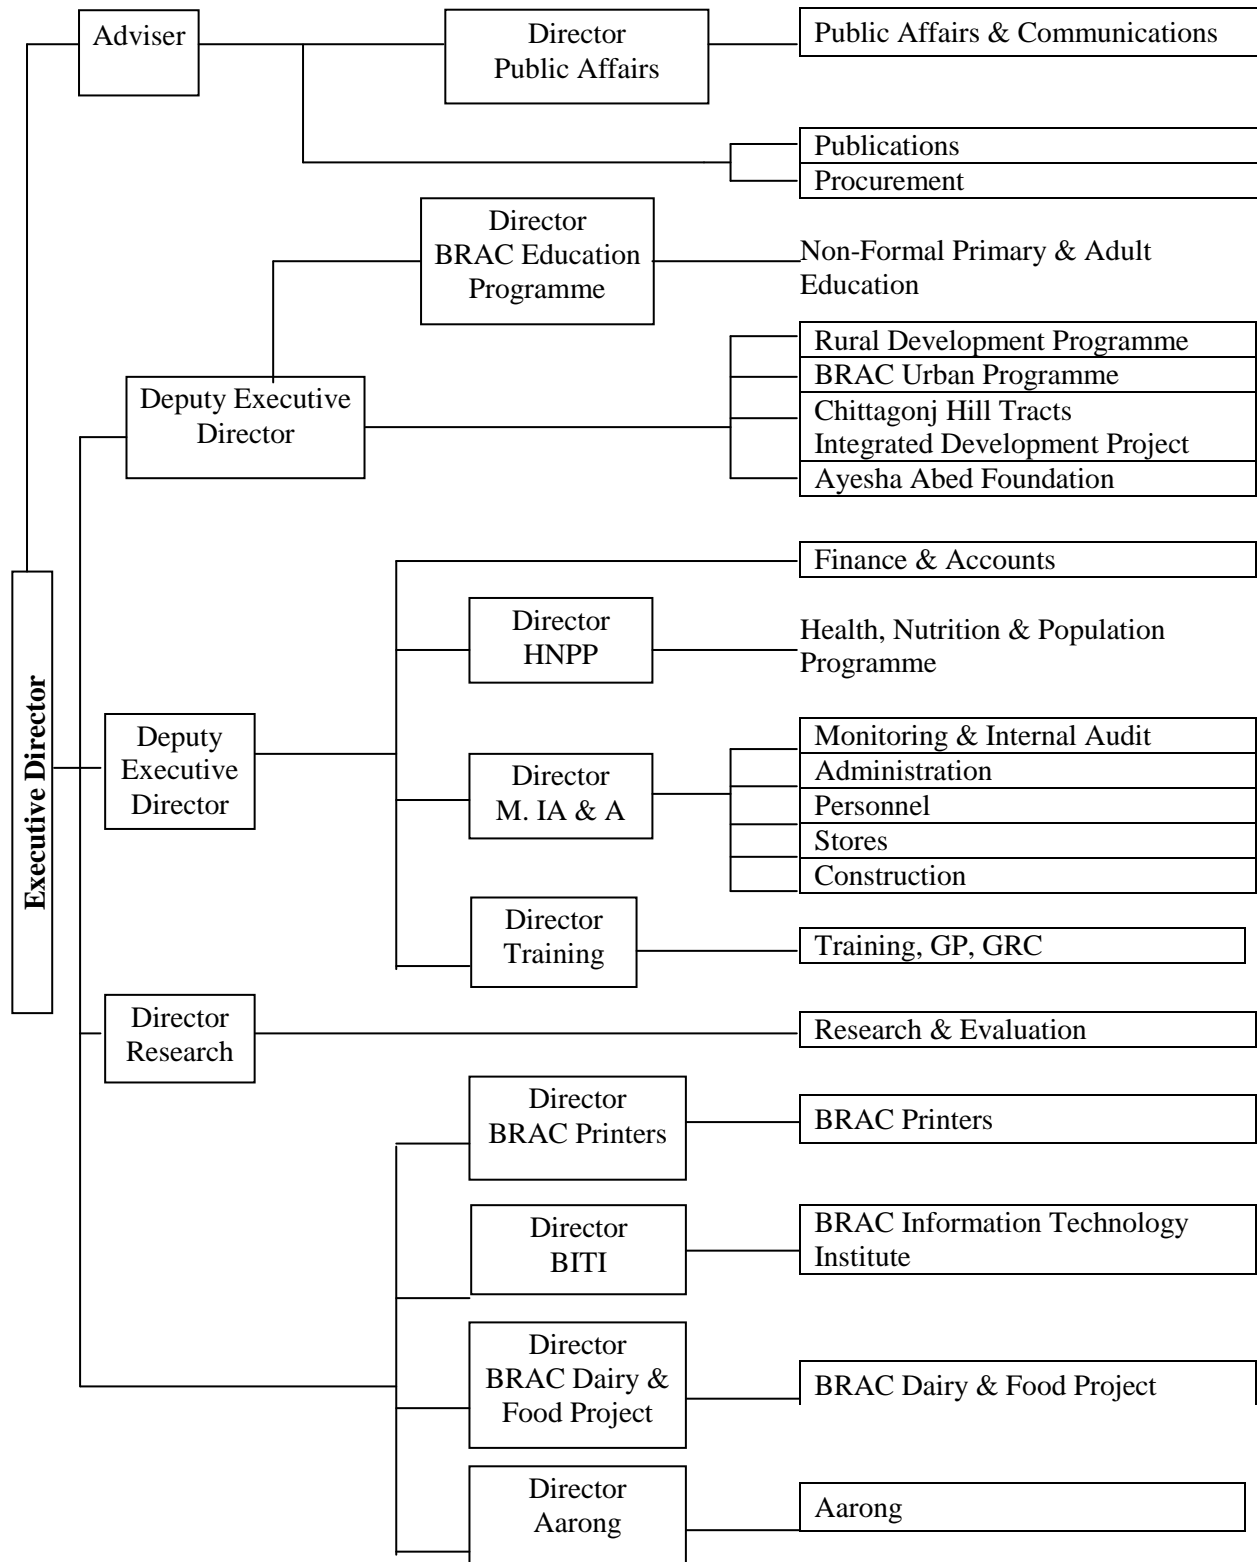 Adviser
Director
Public Affairs
Public Affairs & Communications
Publications
Procurement
Director
BRAC Education
Programme
Non-Formal Primary & Adult
Education
Deputy Executive
Director
Rural Development Programme
BRAC Urban Programme
Chittagonj Hill Tracts
Integrated Development Project
Ayesha Abed Foundation
Executive Director
Deputy
Executive
Director
Finance & Accounts
Director
HNPP
Health, Nutrition & Population
Programme
Director
M. IA & A
Monitoring & Internal Audit
Administration
Personnel
Stores
Construction
Director
Training
Training, GP, GRC
Director
Research
Research & Evaluation
Director
BRAC Printers
BRAC Printers
Director
BITI
BRAC Information Technology
Institute
Director
BRAC Dairy &
Food Project
BRAC Dairy & Food Project
Director
Aarong
Aarong